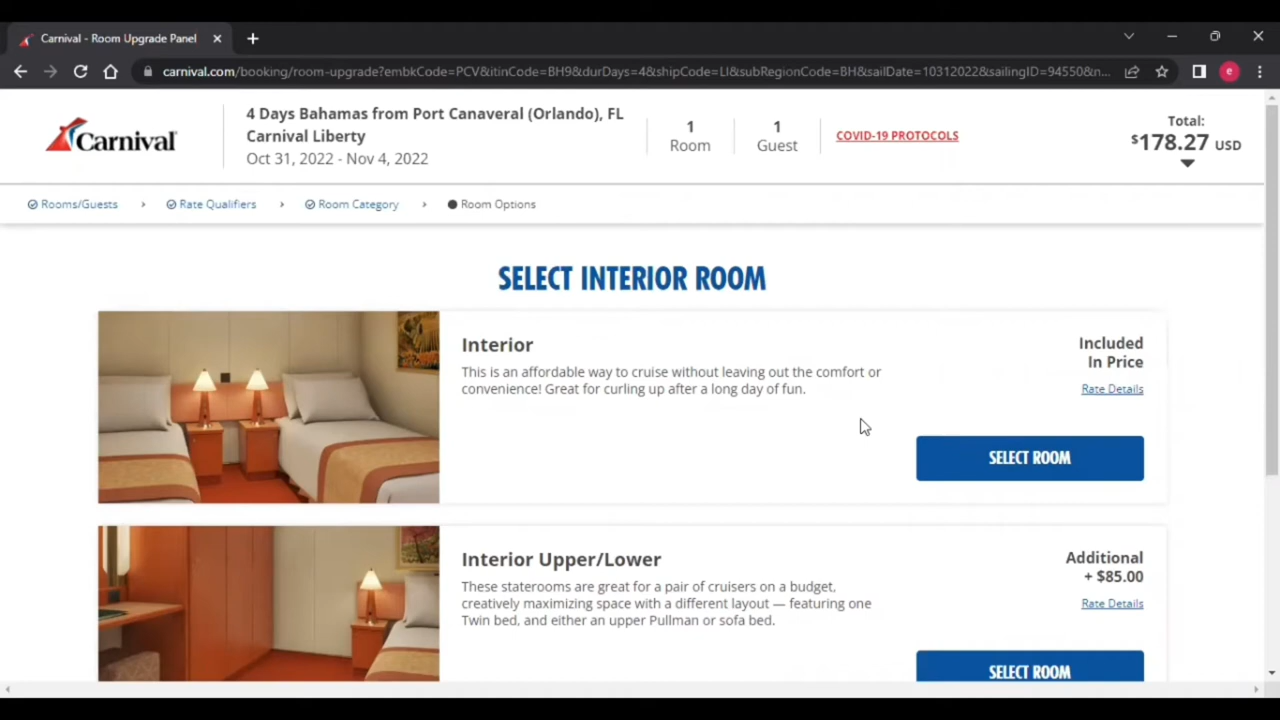 Carnival - Room Upgrade Panel
carnival.com/booking/room-upgrade?embkCode=PCV&itinCode=BH9&durDays=4&shipCode=LI&subRegionCode=BH&sailDate=10312022&sailingID=94550&n...
e
Carnival
4 Days Bahamas from Port Canaveral (Orlando), FL
Carnival Liberty
Oct 31, 2022 - Nov 4, 2022
1
Room
1
Guest
COVID-19 PROTOCOLS
Total:
$178.27 USD
Rooms/Guests > Rate Qualifiers > Room Category > Room Options
SELECT INTERIOR ROOM
Interior
This is an affordable way to cruise without leaving out the comfort or
convenience! Great for curling up after a long day of fun.
Included
In Price
Rate Details
SELECT ROOM
Interior Upper/Lower
These staterooms are great for a pair of cruisers on a budget,
creatively maximizing space with a different layout — featuring one
Twin bed, and either an upper Pullman or sofa bed.
Additional
+ $85.00
Rate Details
SELECT ROOM